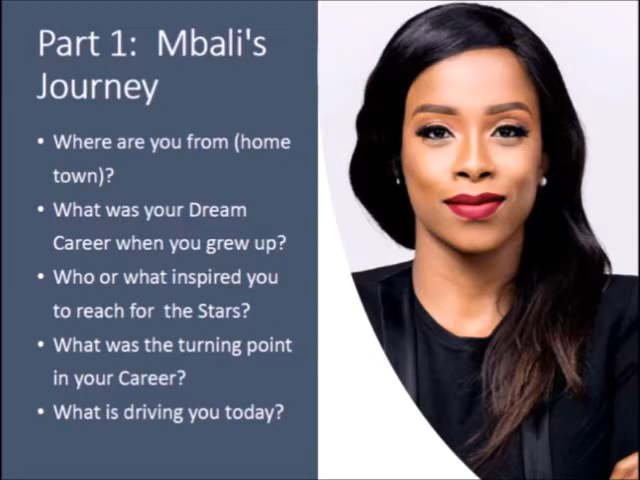 Part 1:  Mbali's
Journey
• Where are you from (home
town)?
• What was your Dream
Career when you grew up?
• Who or what inspired you
to reach for  the Stars?
• What was the turning point
in your Career?
• What is driving you today?